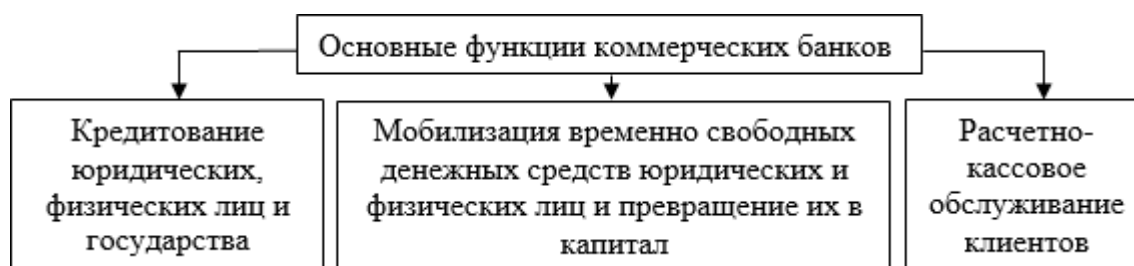 Основные функции коммерческих банков
Кредитование
юридических,
физических лиц и
государства
Мобилизация временно свободных
денежных средств юридических и
физических лиц и превращение их в
капитал
Расчетно-
кассовое
обслуживание
клиентов